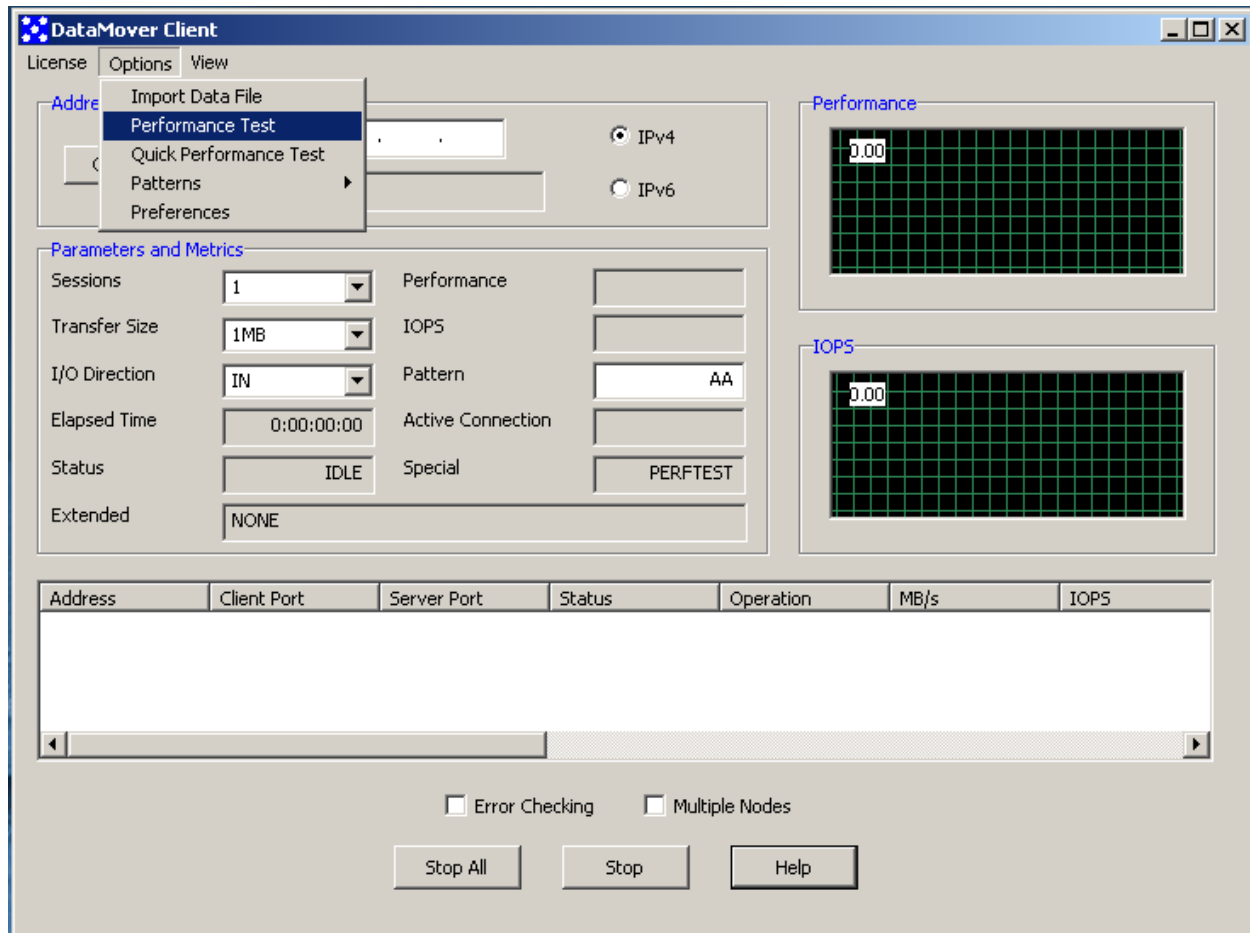 DataMover Client
License Options View
Import Data File
Performance Test
Quick Performance Test
Patterns
Preferences
. .
IPv4
IPv6
Performance
0.00
Parameters and Metrics
Sessions 1 Performance
Transfer Size 1MB IOPS
I/O Direction IN Pattern AA
Elapsed Time 0:00:00:00 Active Connection
Status IDLE Special PERFTEST
Extended NONE
IOPS
0.00
Address Client Port Server Port Status Operation MB/s IOPS
Error Checking Multiple Nodes
Stop All Stop Help